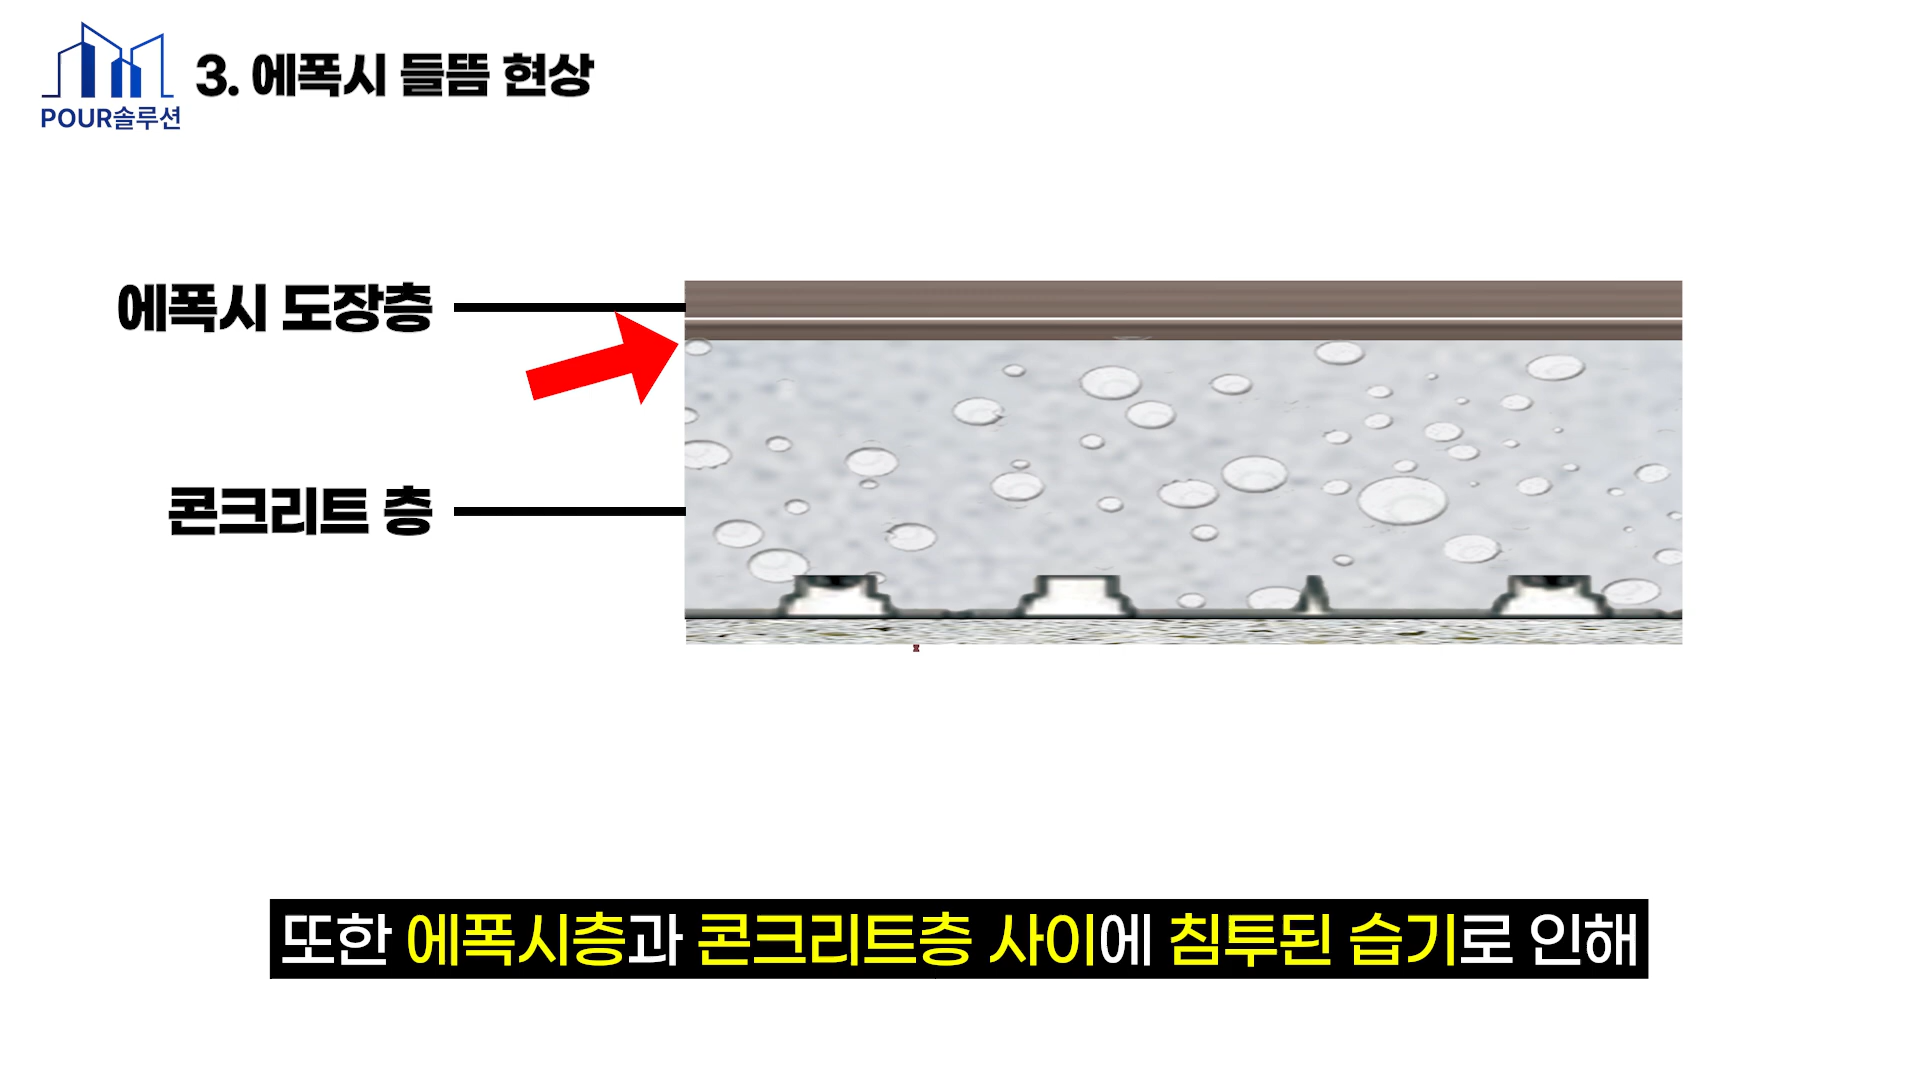 POUR솔루션
3. 에폭시 들뜸 현상
에폭시 도장층
콘크리트 층
또한 에폭시층과 콘크리트층 사이에 침투된 습기로 인해